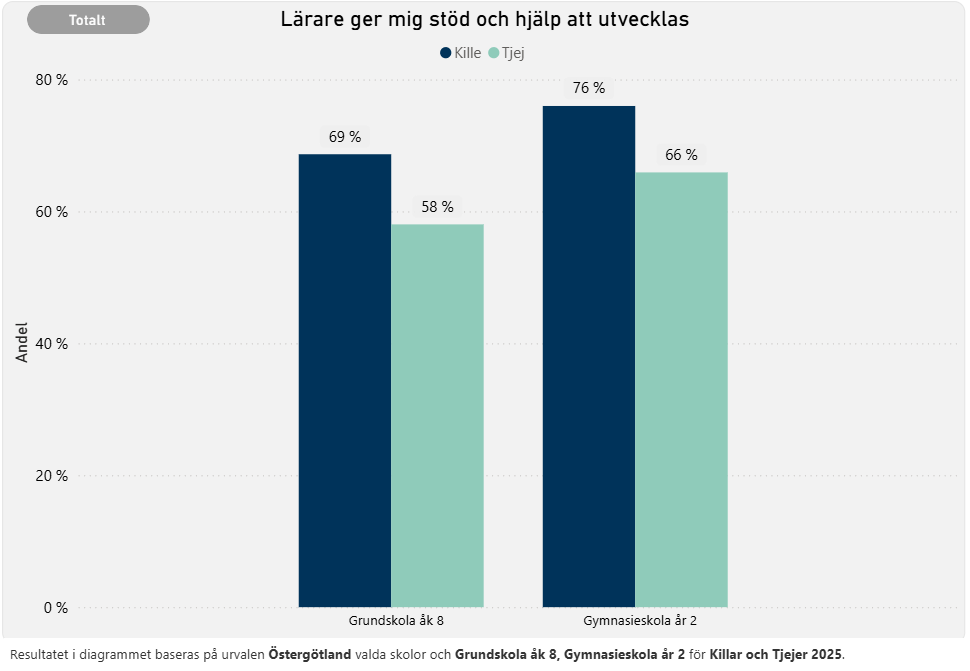 Totalt
Lärare ger mig stöd och hjälp att utvecklas
Kille Tjej
80 %
76 %
69 %
66 %
60 %
58 %
Andel
40 %
20 %
0 %
Grundskola åk 8 Gymnasieskola år 2
Resultatet i diagrammet baseras på urvalen Östergötland valda skolor och Grundskola åk 8, Gymnasieskola år 2 för Killar och Tjejer 2025.